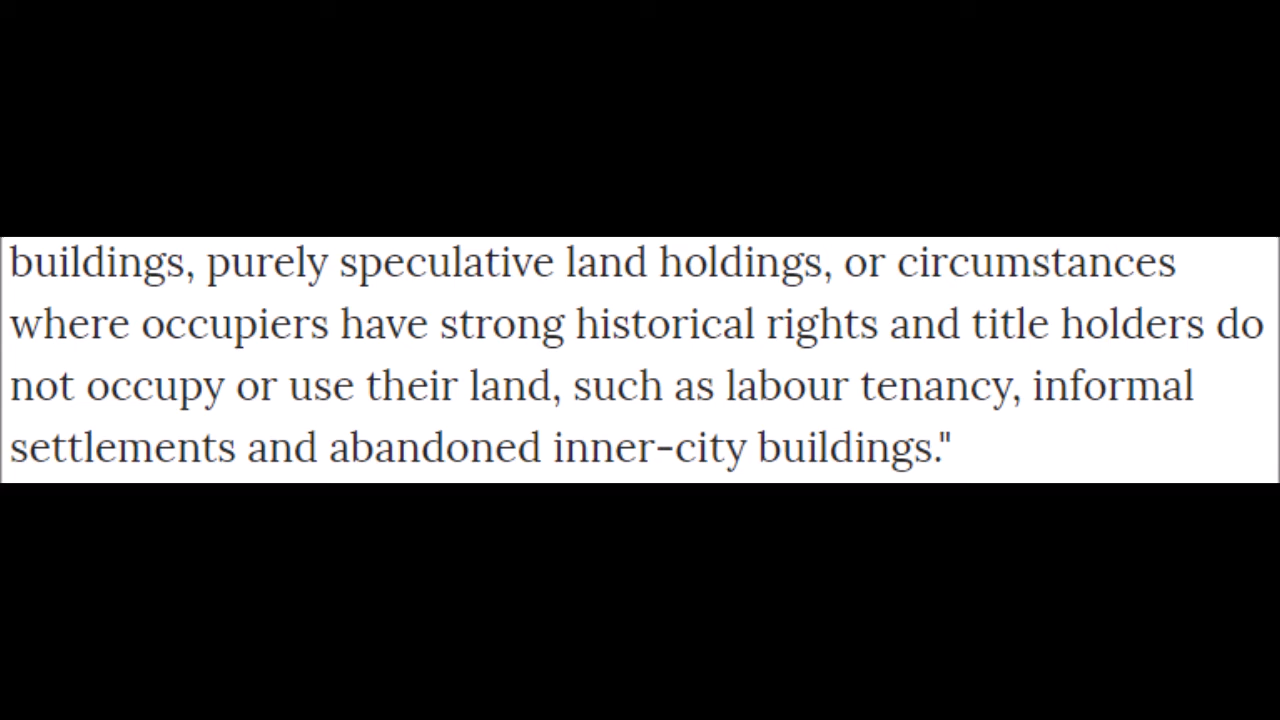 buildings, purely speculative land holdings, or circumstances
where occupiers have strong historical rights and title holders do
not occupy or use their land, such as labour tenancy, informal
settlements and abandoned inner-city buildings."